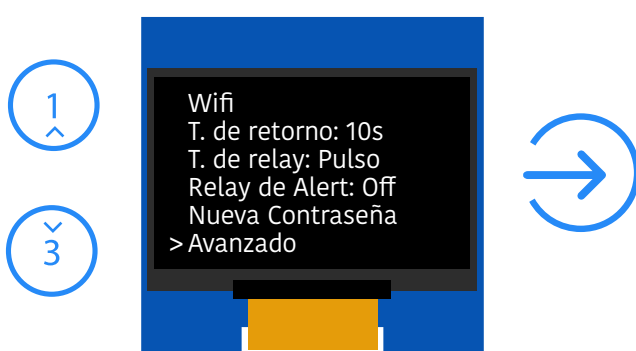 1
3
Wifi
T. de retorno: 10s
T. de relay: Pulso
Relay de Alert: Off
Nueva Contraseña
>Avanzado